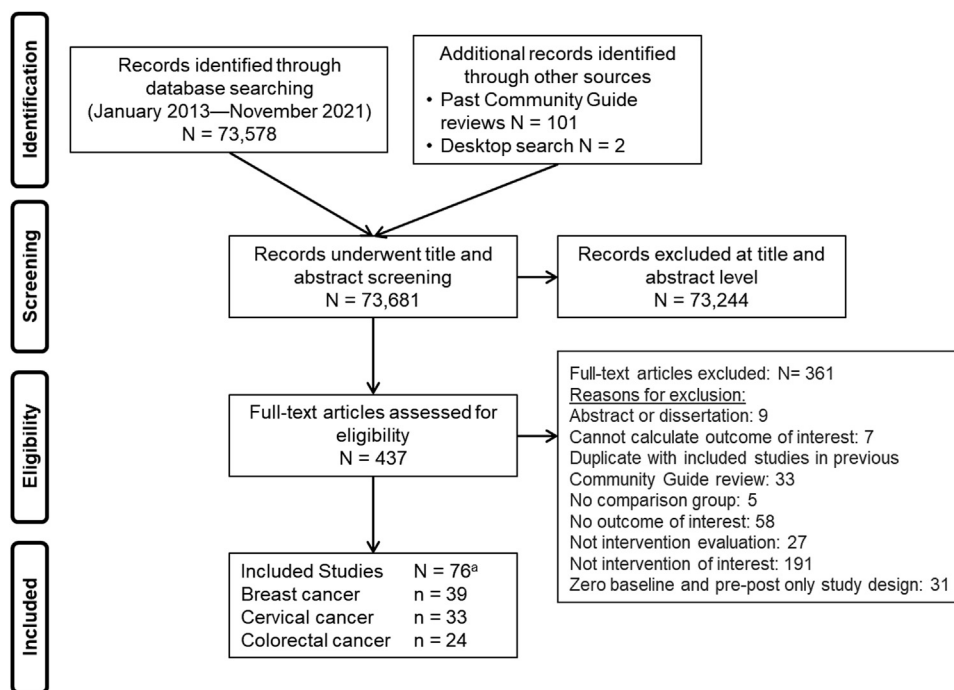 Identification
Records identified through
database searching
(January 2013—November 2021)
N = 73,578
Additional records identified
through other sources
• Past Community Guide
reviews N = 101
• Desktop search N = 2
Screening
Records underwent title and
abstract screening
N = 73,681
Records excluded at title and
abstract level
N = 73,244
Eligibility
Full-text articles assessed for
eligibility
N = 437
Full-text articles excluded: N= 361
Reasons for exclusion:
Abstract or dissertation: 9
Cannot calculate outcome of interest: 7
Duplicate with included studies in previous
Community Guide review: 33
No comparison group: 5
No outcome of interest: 58
Not intervention evaluation: 27
Not intervention of interest: 191
Zero baseline and pre-post only study design: 31
Included
Included Studies N = 76ª
Breast cancer n = 39
Cervical cancer n = 33
Colorectal cancer n = 24